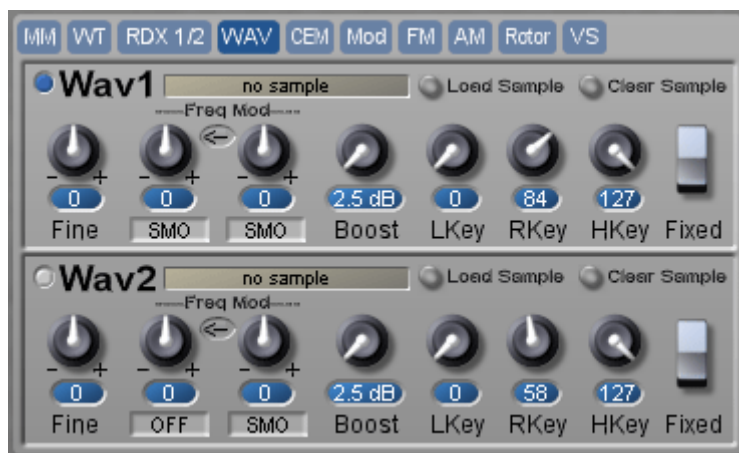 MM VVT RDX 1/2 WAV CEM Mod FM AM Rotor VS
Wav1 no sample Load Sample Clear Sample
----Freq Mod----
<-
- + - + - +
0 0 0 2.5 dB 0 84 127
Fine SMO SMO Boost LKey RKey HKey Fixed
Wav2 no sample Load Sample Clear Sample
----Freq Mod----
<-
- + - + - +
0 0 0 2.5 dB 0 58 127
Fine OFF SMO Boost LKey RKey HKey Fixed